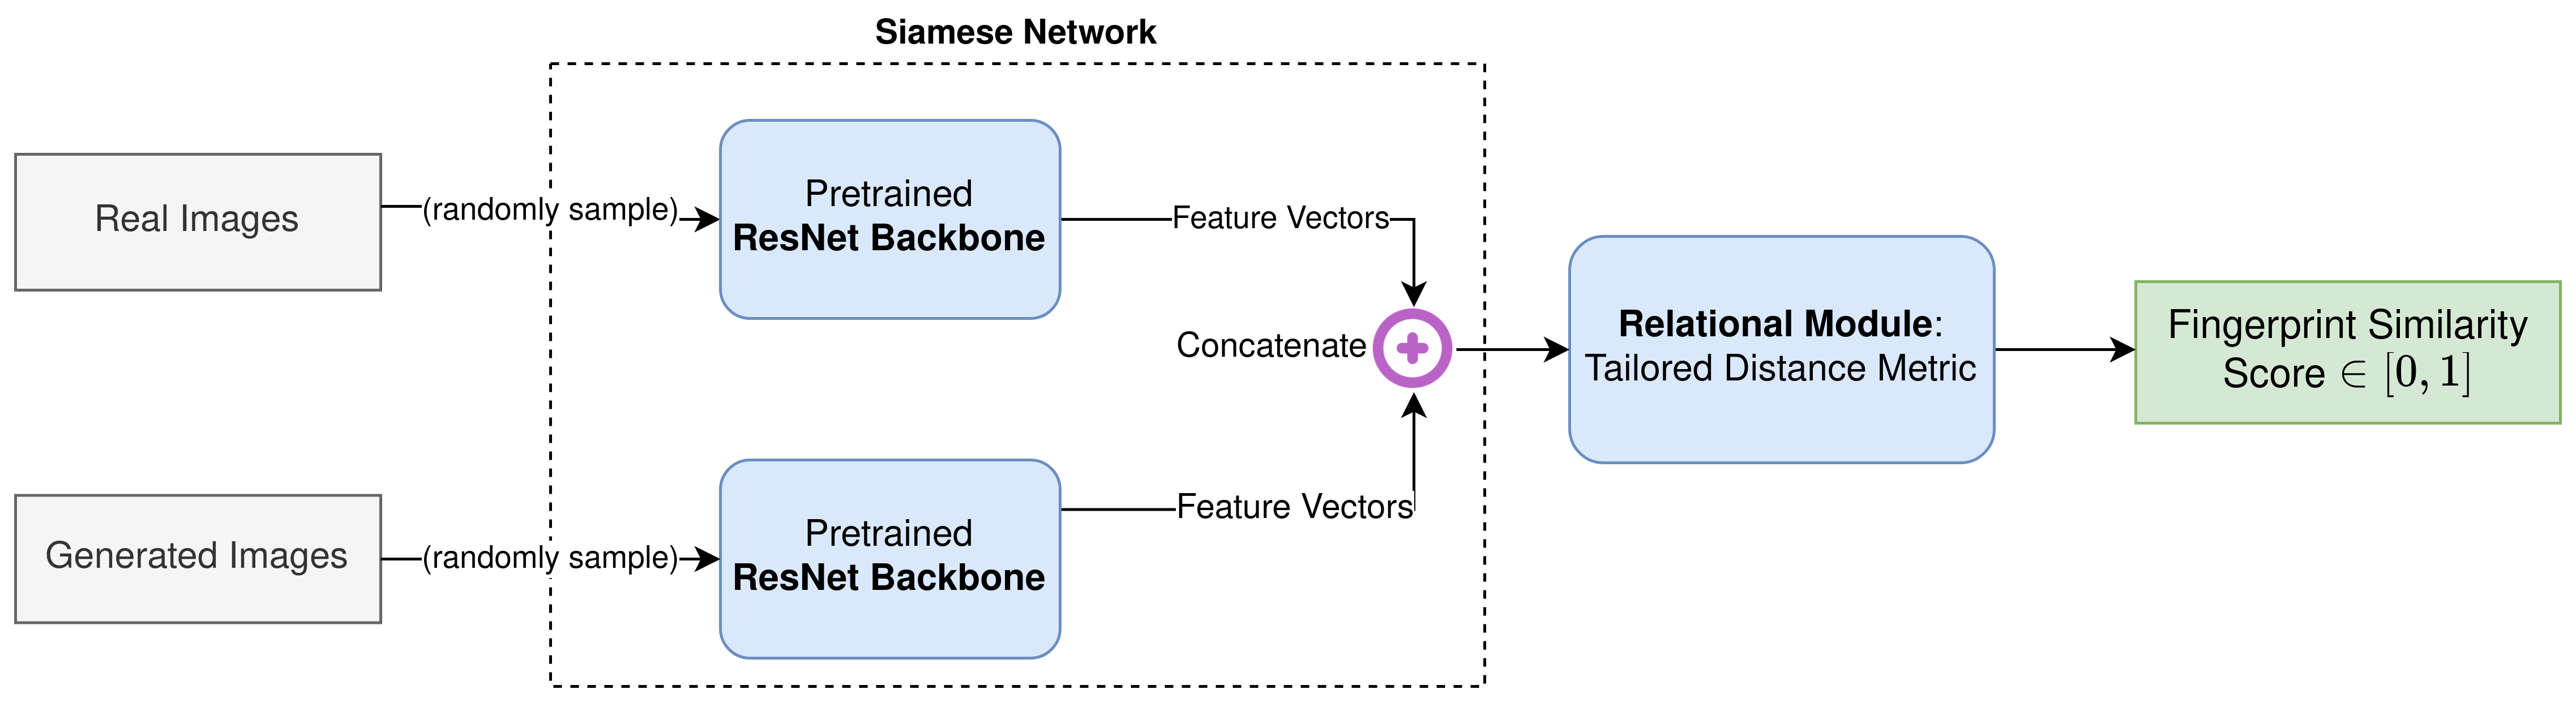 Siamese Network
Real Images
(randomly sample)
Pretrained
ResNet Backbone
Feature Vectors
Concatenate
Generated Images
(randomly sample)
Pretrained
ResNet Backbone
Feature Vectors
Relational Module:
Tailored Distance Metric
Fingerprint Similarity
Score ∈ [0, 1]